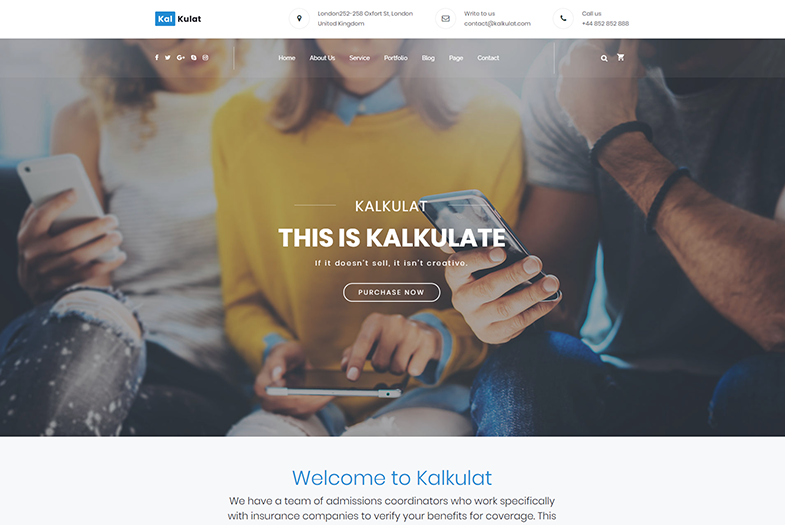 Kal Kulat
London252-258 Oxfort St, London
United Kingdom
Write to us
contact@kalkulat.com
Call us
+44 852 852 888
Home About Us Service Portfolio Blog Page Contact
KALKULAT
THIS IS KALKULATE
If it doesn't sell, it isn't creative.
PURCHASE NOW
Welcome to Kalkulat
We have a team of admissions coordinators who work specifically
with insurance companies to verify your benefits for coverage. This